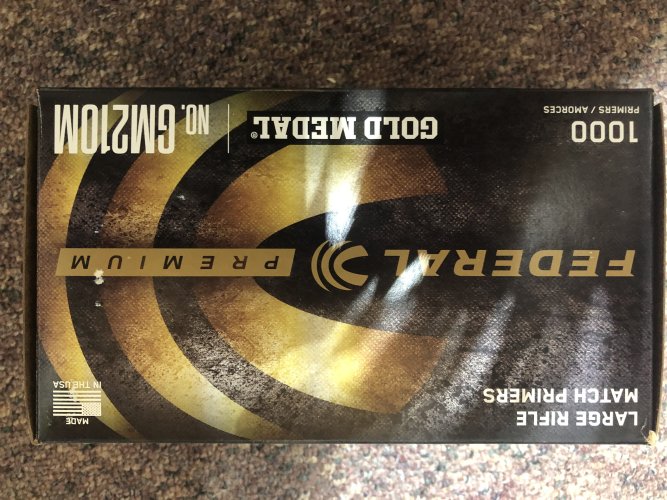 LARGE RIFLE
MATCH PRIMERS
MADE
IN THE USA
FEDERAL PREMIUM
1000
PRIMERS / AMORCES
GOLD MEDAL®
NO. GM210M